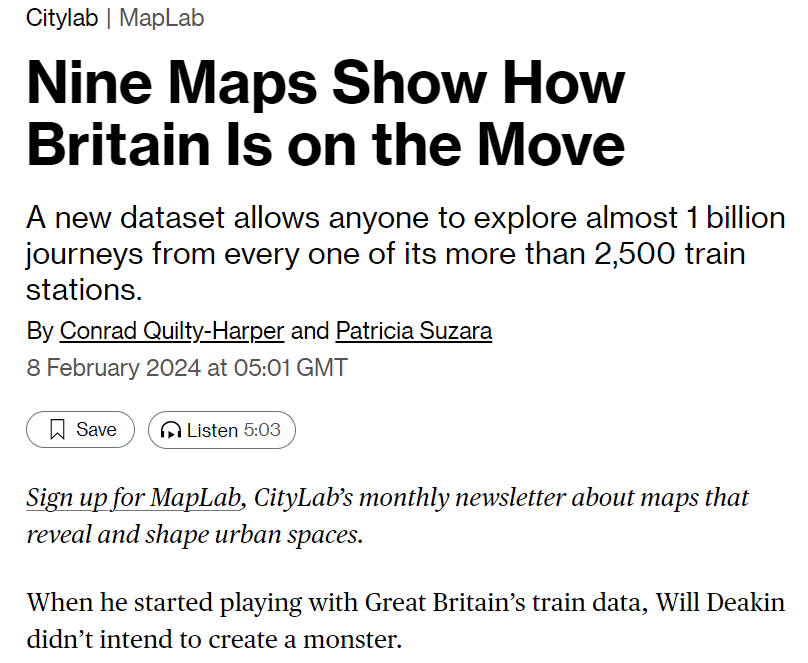 Citylab | MapLab
Nine Maps Show How
Britain Is on the Move
A new dataset allows anyone to explore almost 1 billion
journeys from every one of its more than 2,500 train
stations.
By Conrad Quilty-Harper and Patricia Suzara
8 February 2024 at 05:01 GMT
Save Listen 5:03
Sign up for MapLab, CityLab’s monthly newsletter about maps that
reveal and shape urban spaces.
When he started playing with Great Britain’s train data, Will Deakin
didn’t intend to create a monster.